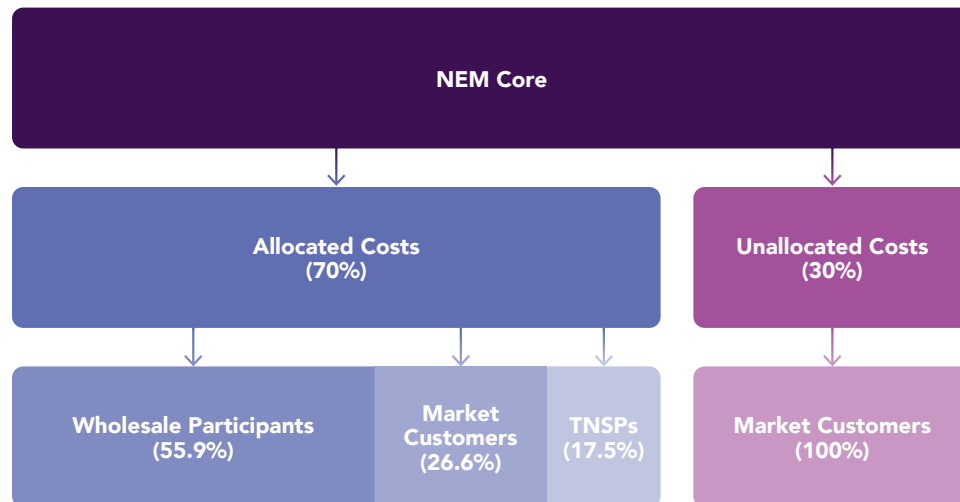 NEM Core
Allocated Costs
(70%)
Unallocated Costs
(30%)
Wholesale Participants
(55.9%)
Market
Customers
(26.6%)
TNSPs
(17.5%)
Market Customers
(100%)